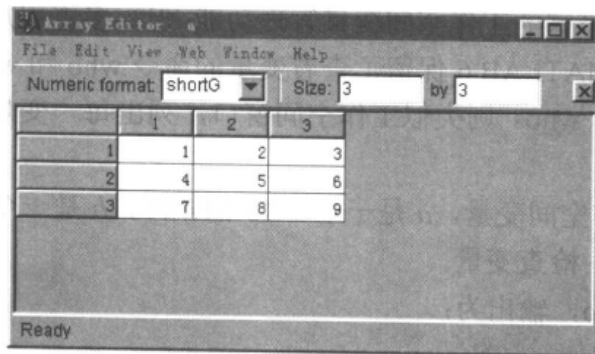 Array Editor a
File Edit View Web Window Help
Numeric format: shortG Size: 3 by 3
1 2 3
1 1 2 3
2 4 5 6
3 7 8 9
Ready